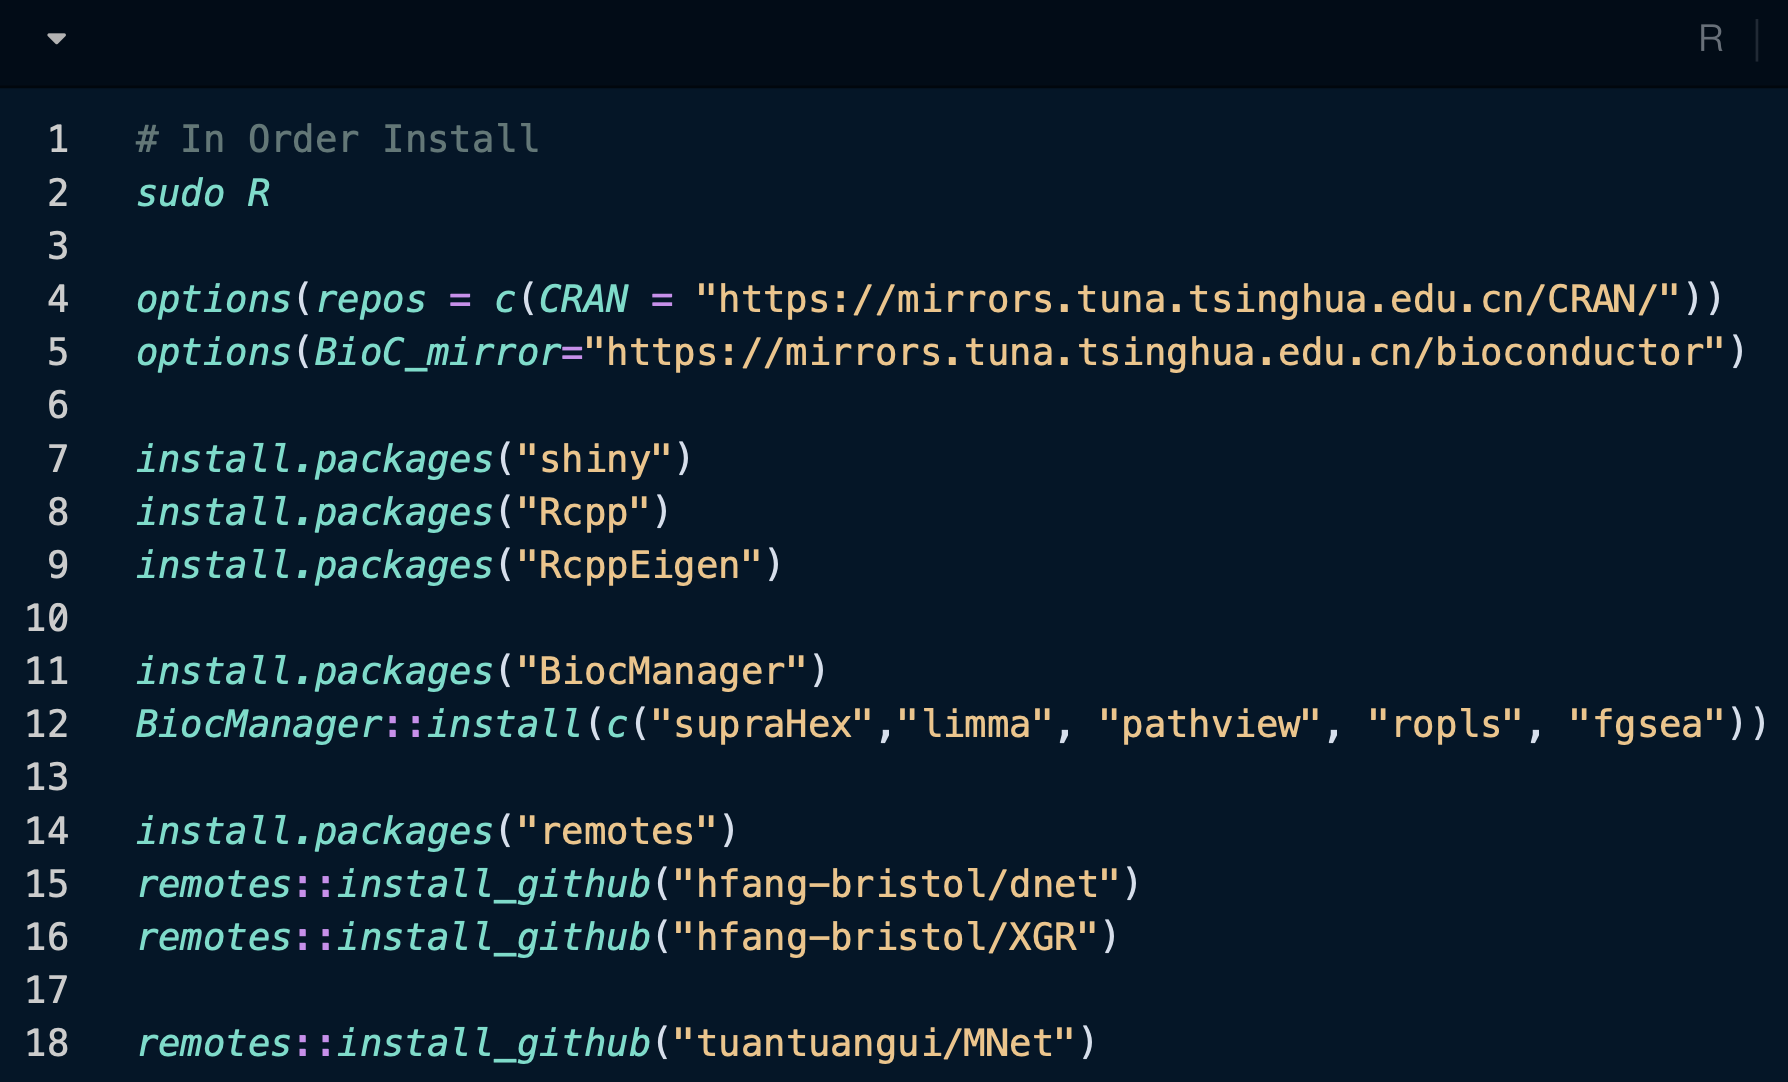 R
1 # In Order Install
2 sudo R
3
4 options(repos = c(CRAN = "https://mirrors.tuna.tsinghua.edu.cn/CRAN/"))
5 options(BioC_mirror="https://mirrors.tuna.tsinghua.edu.cn/bioconductor")
6
7 install.packages("shiny")
8 install.packages("Rcpp")
9 install.packages("RcppEigen")
10
11 install.packages("BiocManager")
12 BiocManager::install(c("supraHex","limma", "pathview", "ropls", "fgsea"))
13
14 install.packages("remotes")
15 remotes::install_github("hfang-bristol/dnet")
16 remotes::install_github("hfang-bristol/XGR")
17
18 remotes::install_github("tuantuangui/MNet")